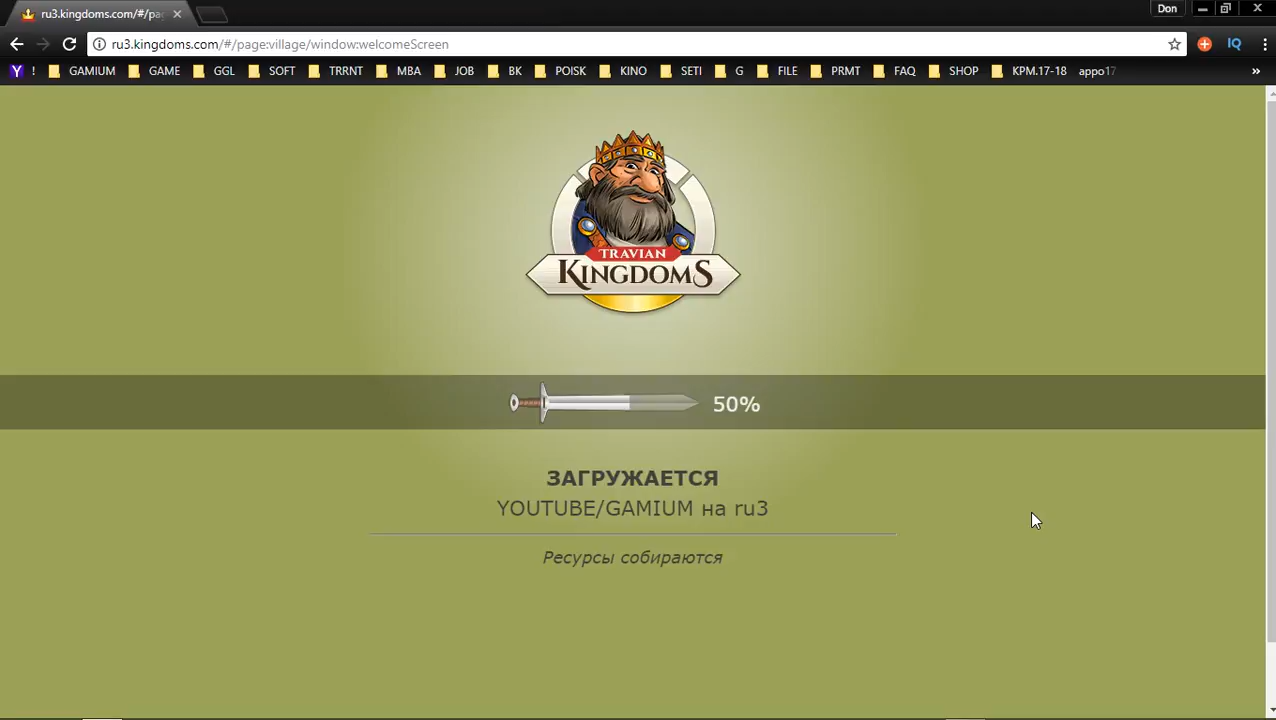 ru3.kingdoms.com/#/pa
Don
ru3.kingdoms.com/#/page:village/window:welcomeScreen
IQ
Y ! GAMIUM GAME GGL SOFT TRRNT MBA JOB BK POISK KINO SETI G FILE PRMT FAQ SHOP KPM.17-18 appo17 »
TRAVIAN
KINGDOMS
50%
ЗАГРУЖАЕТСЯ
YOUTUBE/GAMIUM на ru3
Ресурсы собираются